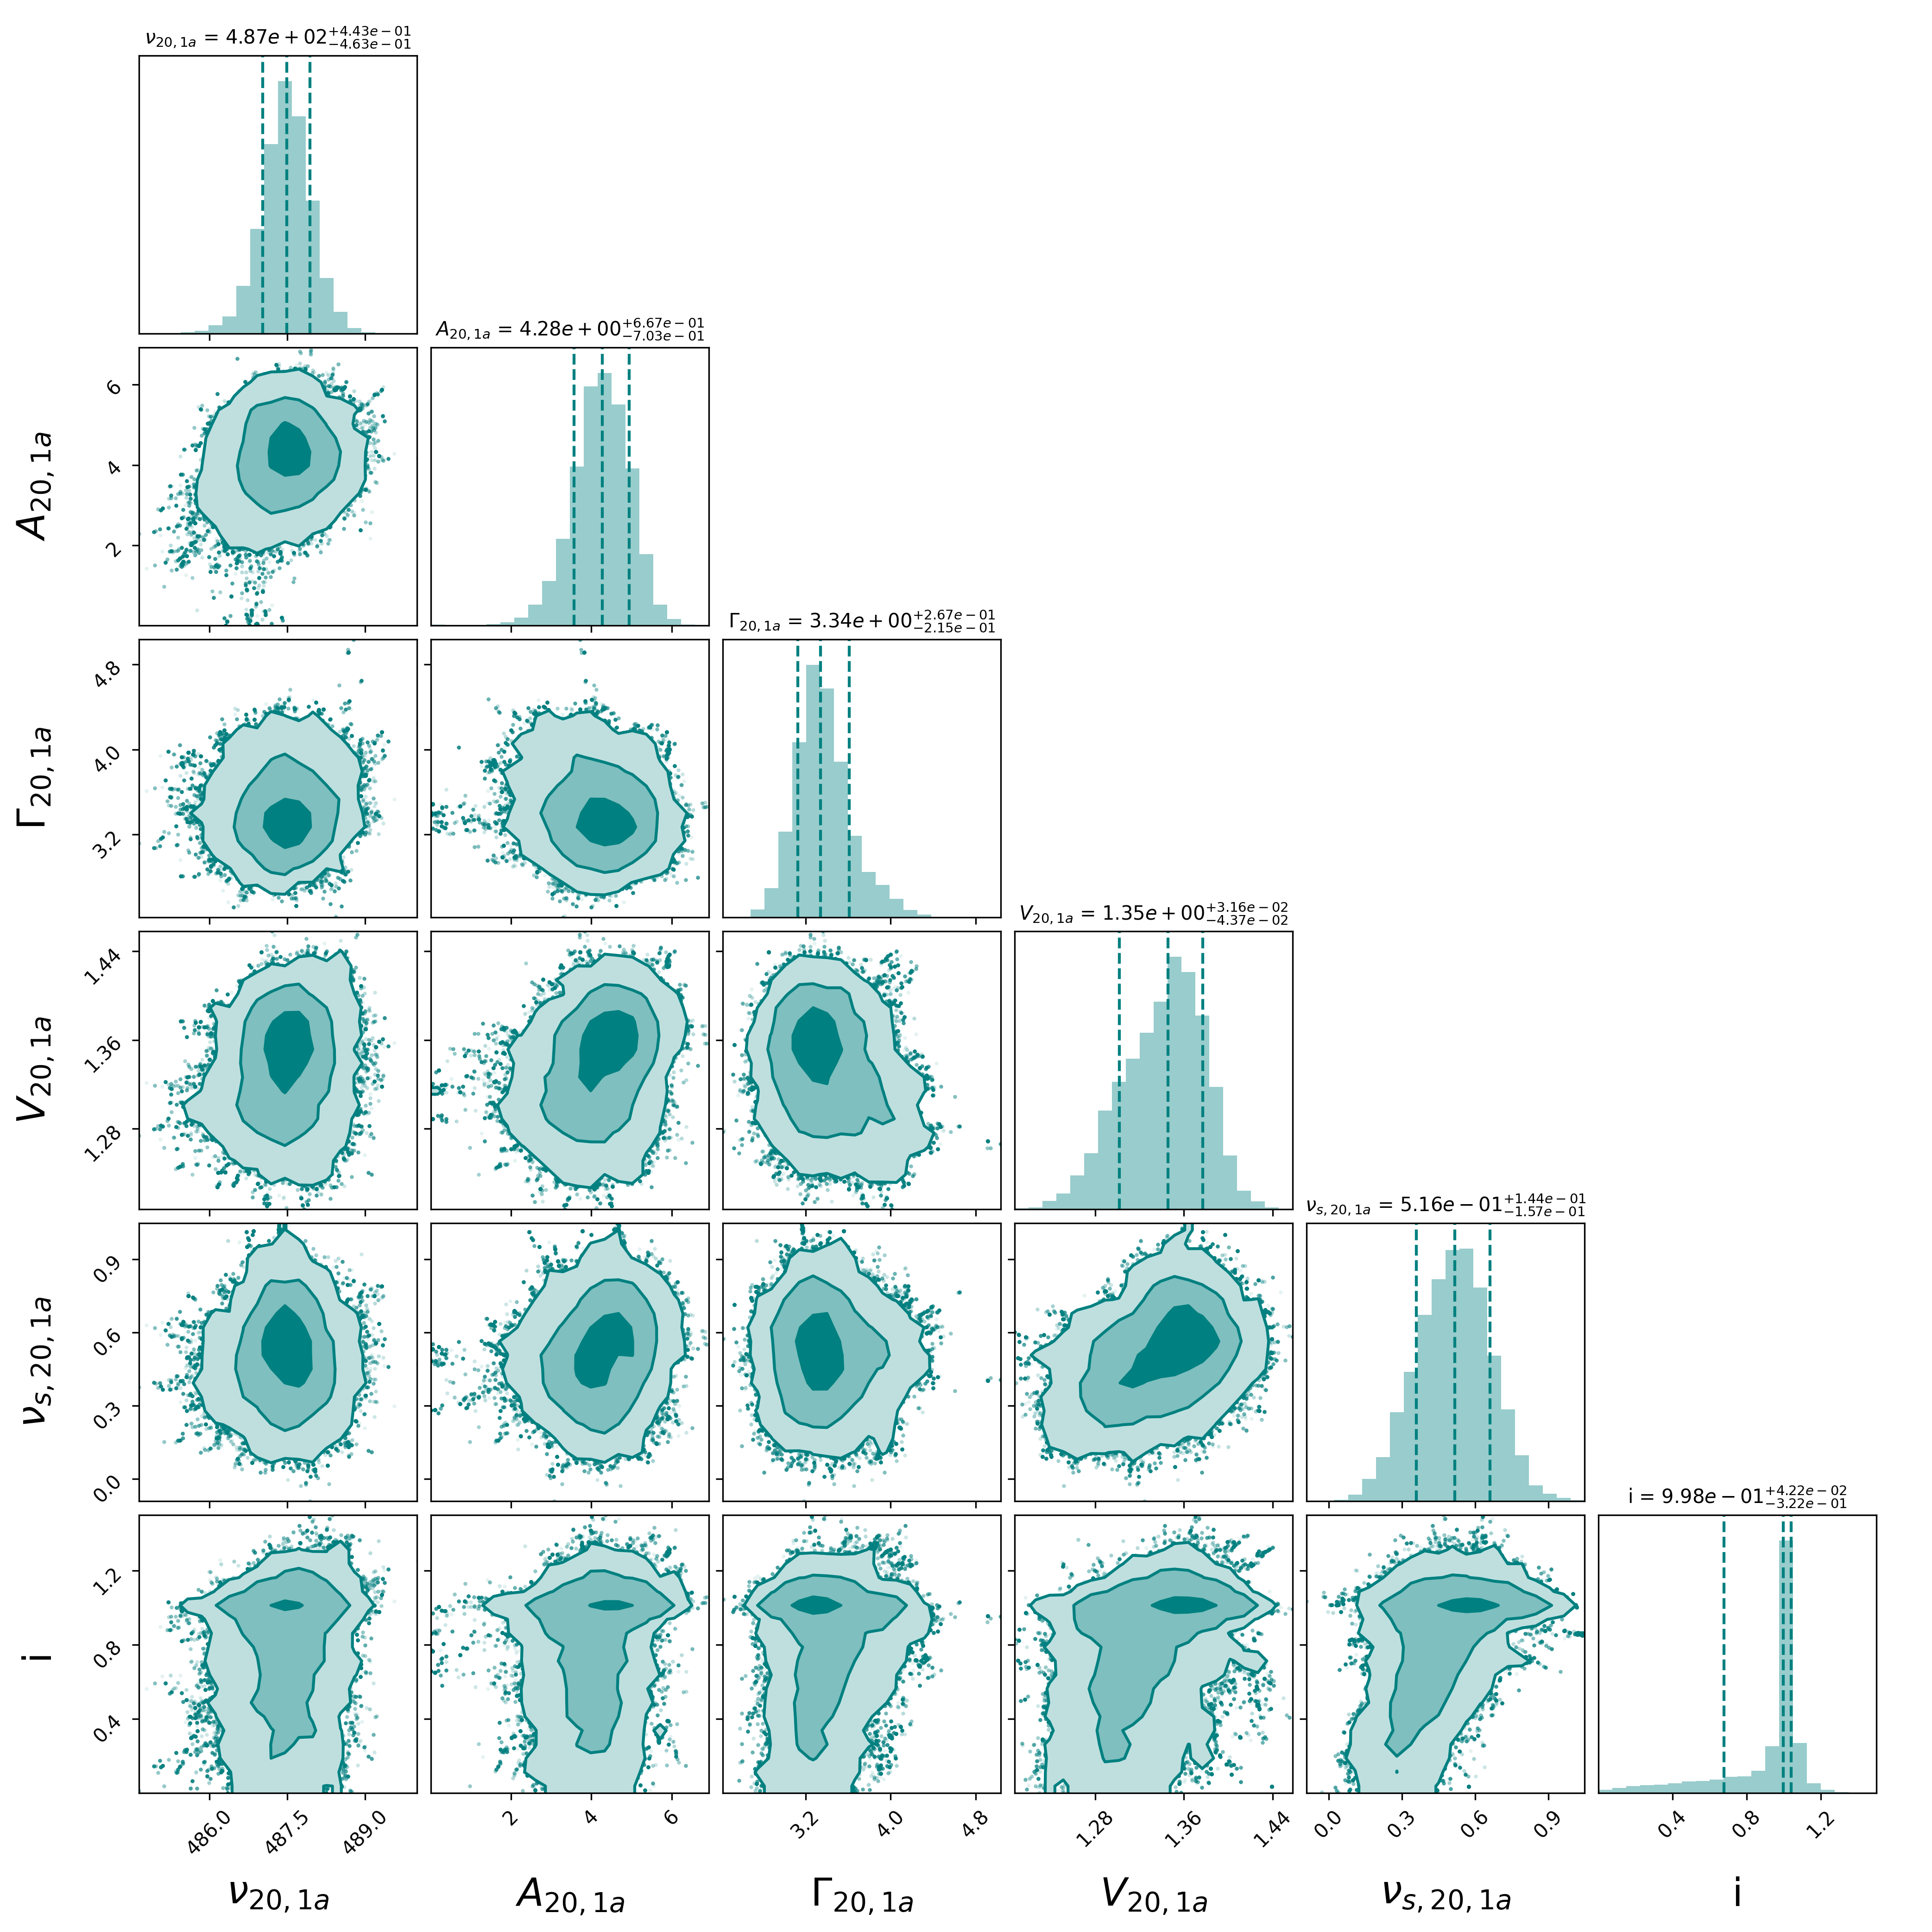 ν20,1a = 4.87e + 02 +4.43e − 01 −4.63e − 01
A20,1a = 4.28e + 00 +6.67e − 01 −7.03e − 01
6
4
2
A20,1a
Γ20,1a = 3.34e + 00 +2.67e − 01 −2.15e − 01
4.8
4.0
3.2
Γ20,1a
V20,1a = 1.35e + 00 +3.16e − 02 −4.37e − 02
1.44
1.36
1.28
V20,1a
νs,20,1a = 5.16e − 01 +1.44e − 01 −1.57e − 01
0.9
0.6
0.3
0.0
νs,20,1a
i = 9.98e − 01 +4.22e − 02 −3.22e − 01
1.2
0.8
0.4
i
486.0 487.5 489.0 2 4 6 3.2 4.0 4.8 1.28 1.36 1.44 0.0 0.3 0.6 0.9 0.4 0.8 1.2
ν20,1a A20,1a Γ20,1a V20,1a νs,20,1a i